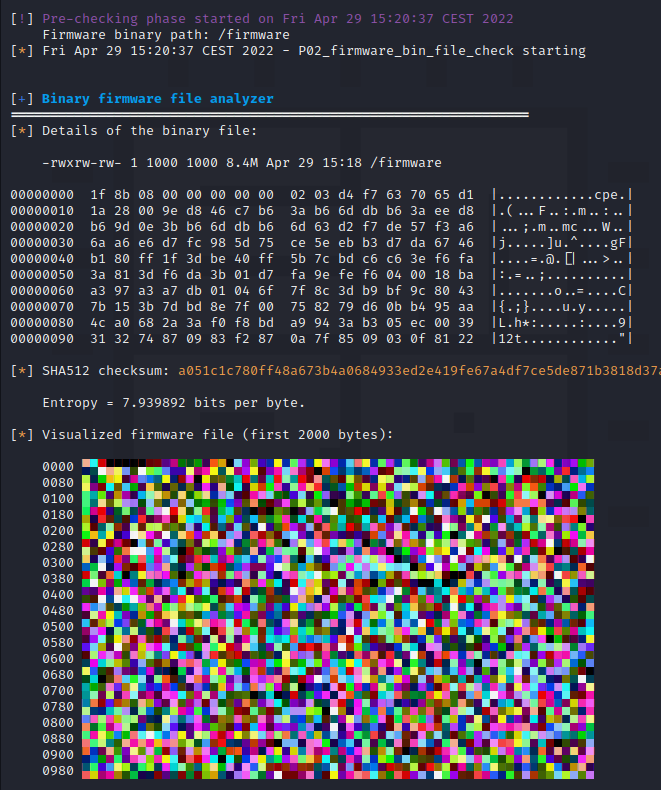 [!] Pre-checking phase started on Fri Apr 29 15:20:37 CEST 2022
Firmware binary path: /firmware
[*] Fri Apr 29 15:20:37 CEST 2022 - P02_firmware_bin_file_check starting
[+] Binary firmware file analyzer
[*] Details of the binary file:
-rwxrw-rw- 1 1000 1000 8.4M Apr 29 15:18 /firmware
00000000 1f 8b 08 00 00 00 00 00 02 03 d4 f7 63 70 65 d1 |............cpe.|
00000010 1a 28 00 9e d8 46 c7 b6 3a b6 6d db b6 3a ee d8 |.(...F..:.m..:..|
00000020 b6 9d 0e 3b b6 6d db b6 6d 63 d2 f7 de 57 f3 a6 |...;.m..mc...W..|
00000030 6a a6 e6 d7 fc 98 5d 75 ce 5e eb b3 d7 da 67 46 |j.....]u.^....gF|
00000040 b1 80 ff 1f 3d be 40 ff 5b 7c bd c6 c3 3e f6 fa |....=.@.[|...>..|
00000050 3a 81 3d f6 da 3b 01 d7 fa 9e fe f6 04 00 18 ba |:.=..;..........|
00000060 a3 97 a3 a7 db 01 04 6f 7f 8c 3d b9 bf 9c 80 43 |.......o..=....C|
00000070 7b 15 3b 7d bd 8e 7f 00 75 82 79 d6 0b b4 95 aa |{.;}....u.y.....|
00000080 4c a0 68 2a 3a f0 f8 bd a9 94 3a b3 05 ec 00 39 |L.h*:.....:....9|
00000090 31 32 74 87 09 83 f2 87 0a 7f 85 09 03 0f 81 22 |12t............"|
[*] SHA512 checksum: a051c1c780ff48a673b4a0684933ed2e419fe67a4df7ce5de871b3818d37a
Entropy = 7.939892 bits per byte.
[*] Visualized firmware file (first 2000 bytes):
0000
0080
0100
0180
0200
0280
0300
0380
0400
0480
0500
0580
0600
0680
0700
0780
0800
0880
0900
0980